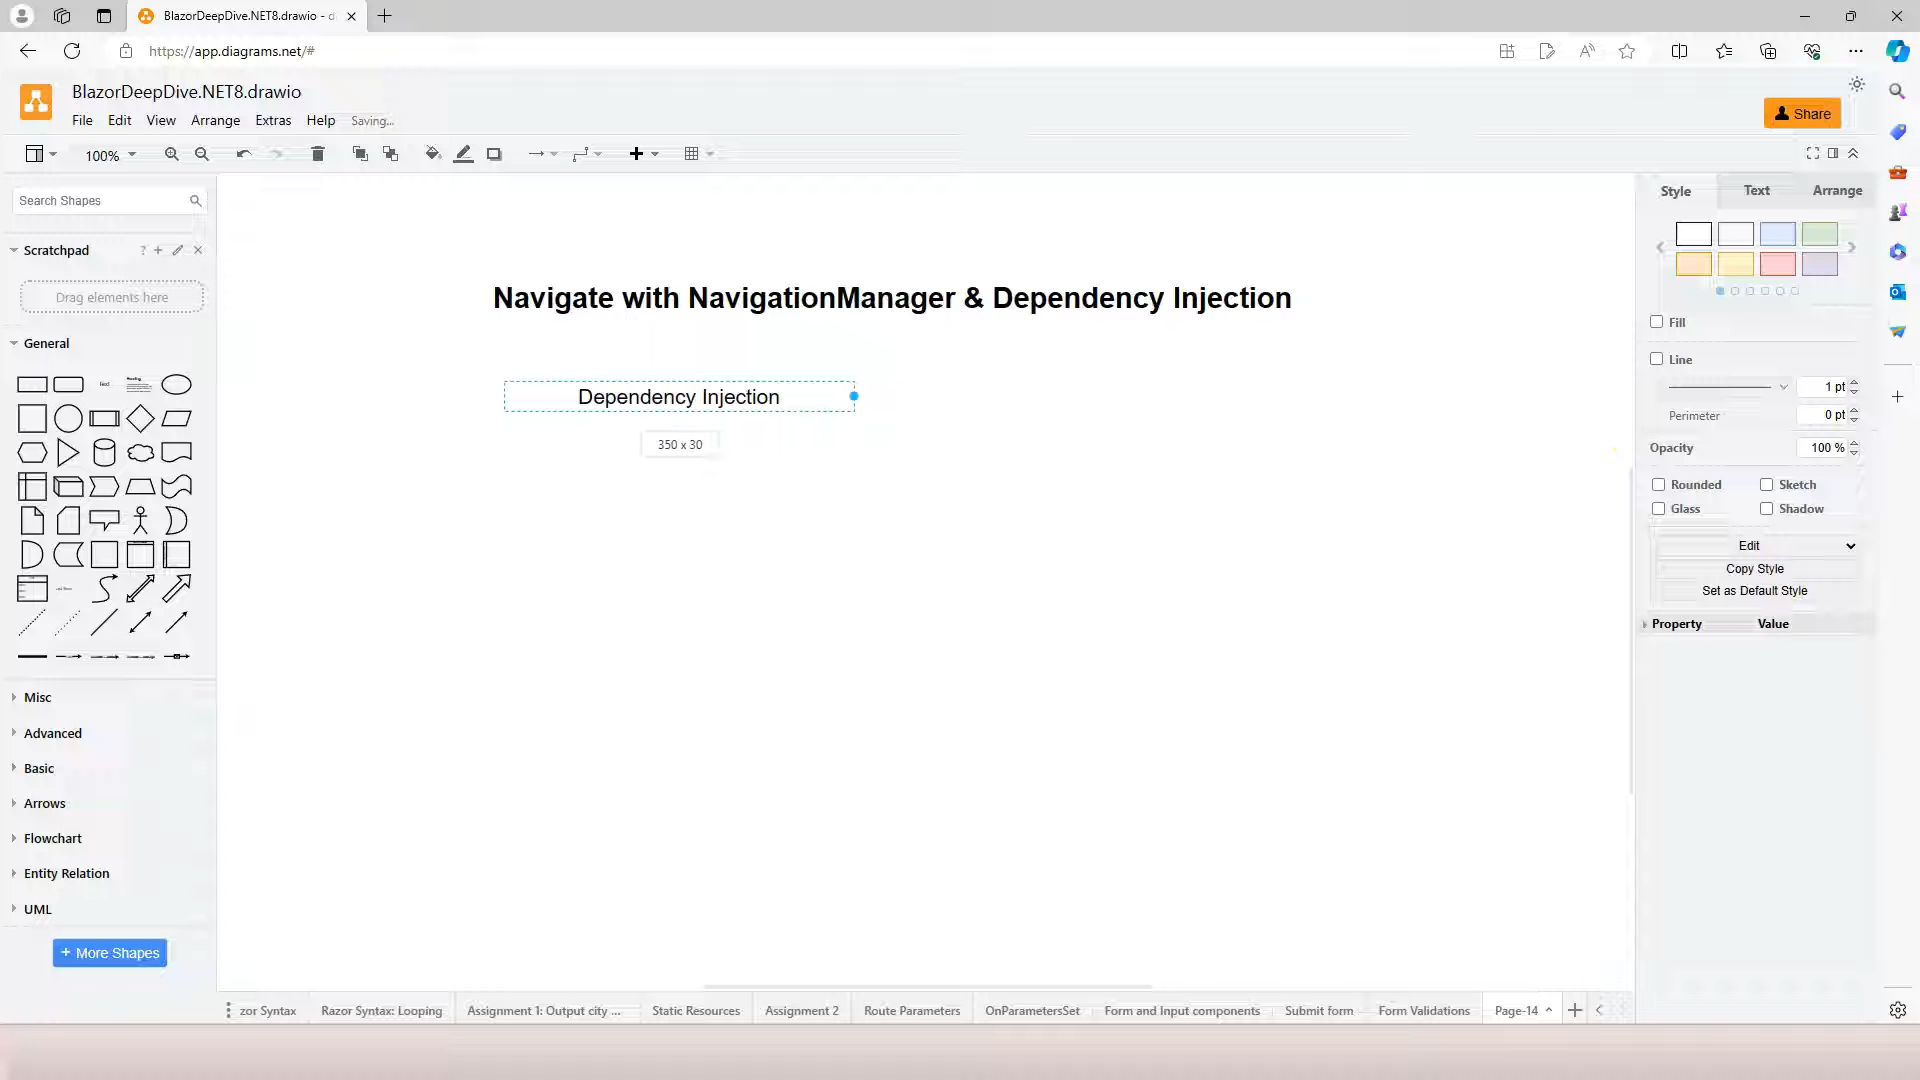 BlazorDeepDive.NET8.drawio - d
https://app.diagrams.net/#
BlazorDeepDive.NET8.drawio
File Edit View Arrange Extras Help Saving...
Share
100%
Search Shapes
Scratchpad
?
Drag elements here
General
Text
Heading
Misc
Advanced
Basic
Arrows
Flowchart
Entity Relation
UML
+ More Shapes
Navigate with NavigationManager & Dependency Injection
Dependency Injection
350 x 30
Style Text Arrange
Fill
Line
1 pt
Perimeter 0 pt
Opacity 100 %
Rounded Sketch
Glass Shadow
Edit
Copy Style
Set as Default Style
Property Value
zor Syntax Razor Syntax: Looping Assignment 1: Output city ... Static Resources Assignment 2 Route Parameters OnParametersSet Form and Input components Submit form Form Validations Page-14